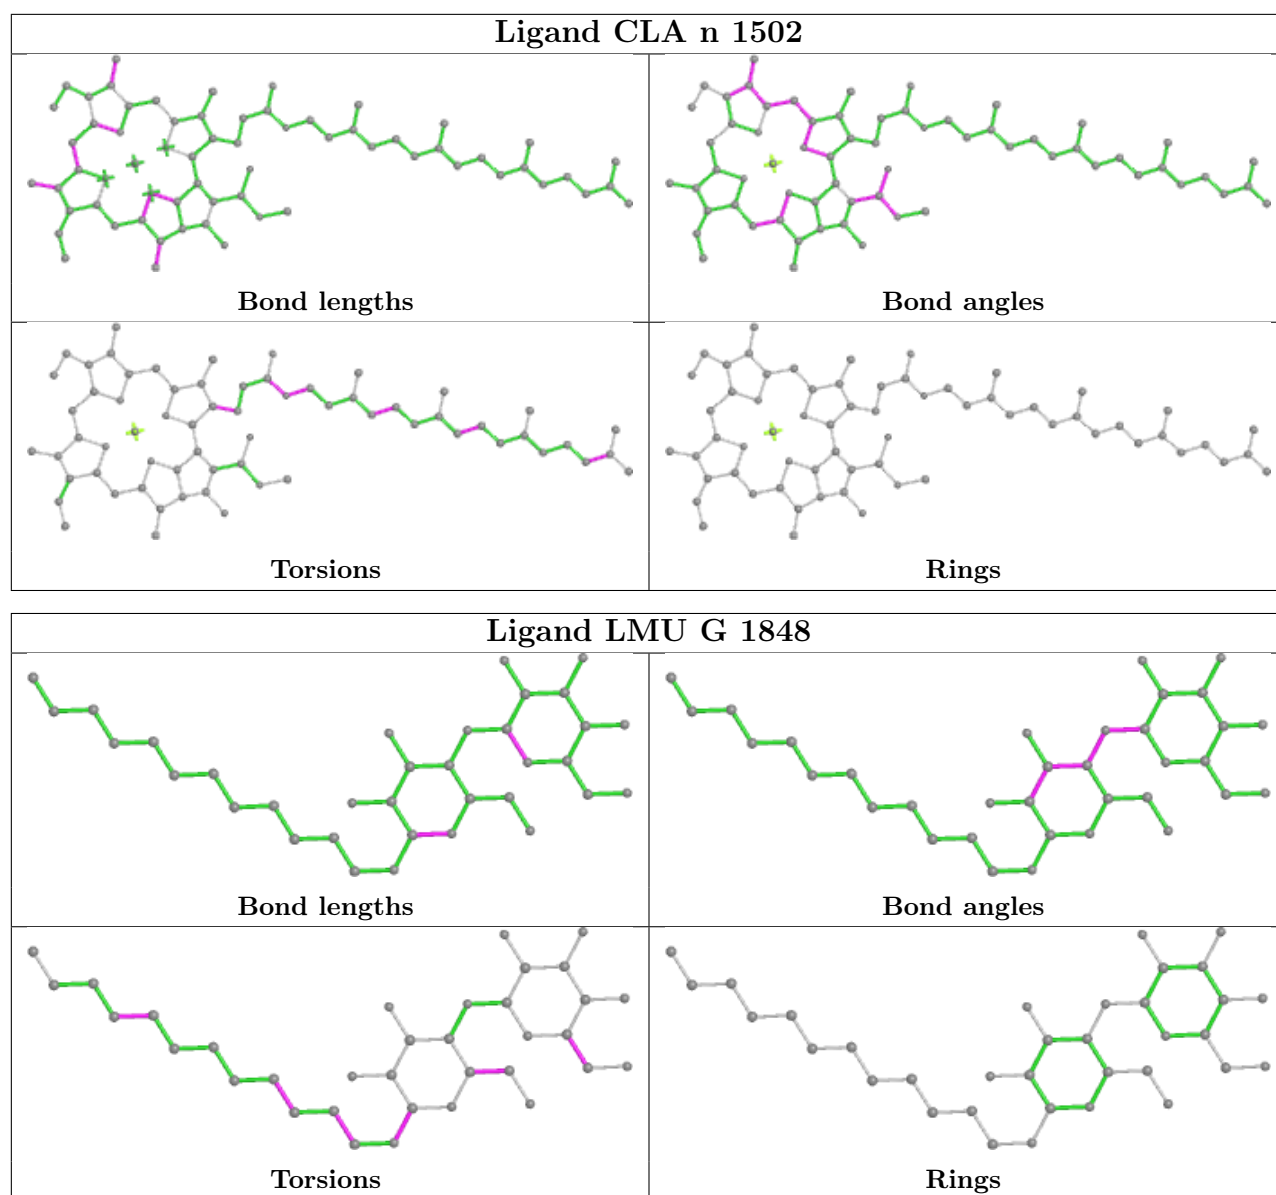 Ligand CLA n 1502
Bond lengths
Bond angles
Torsions
Rings
Ligand LMU G 1848
Bond lengths
Bond angles
Torsions
Rings